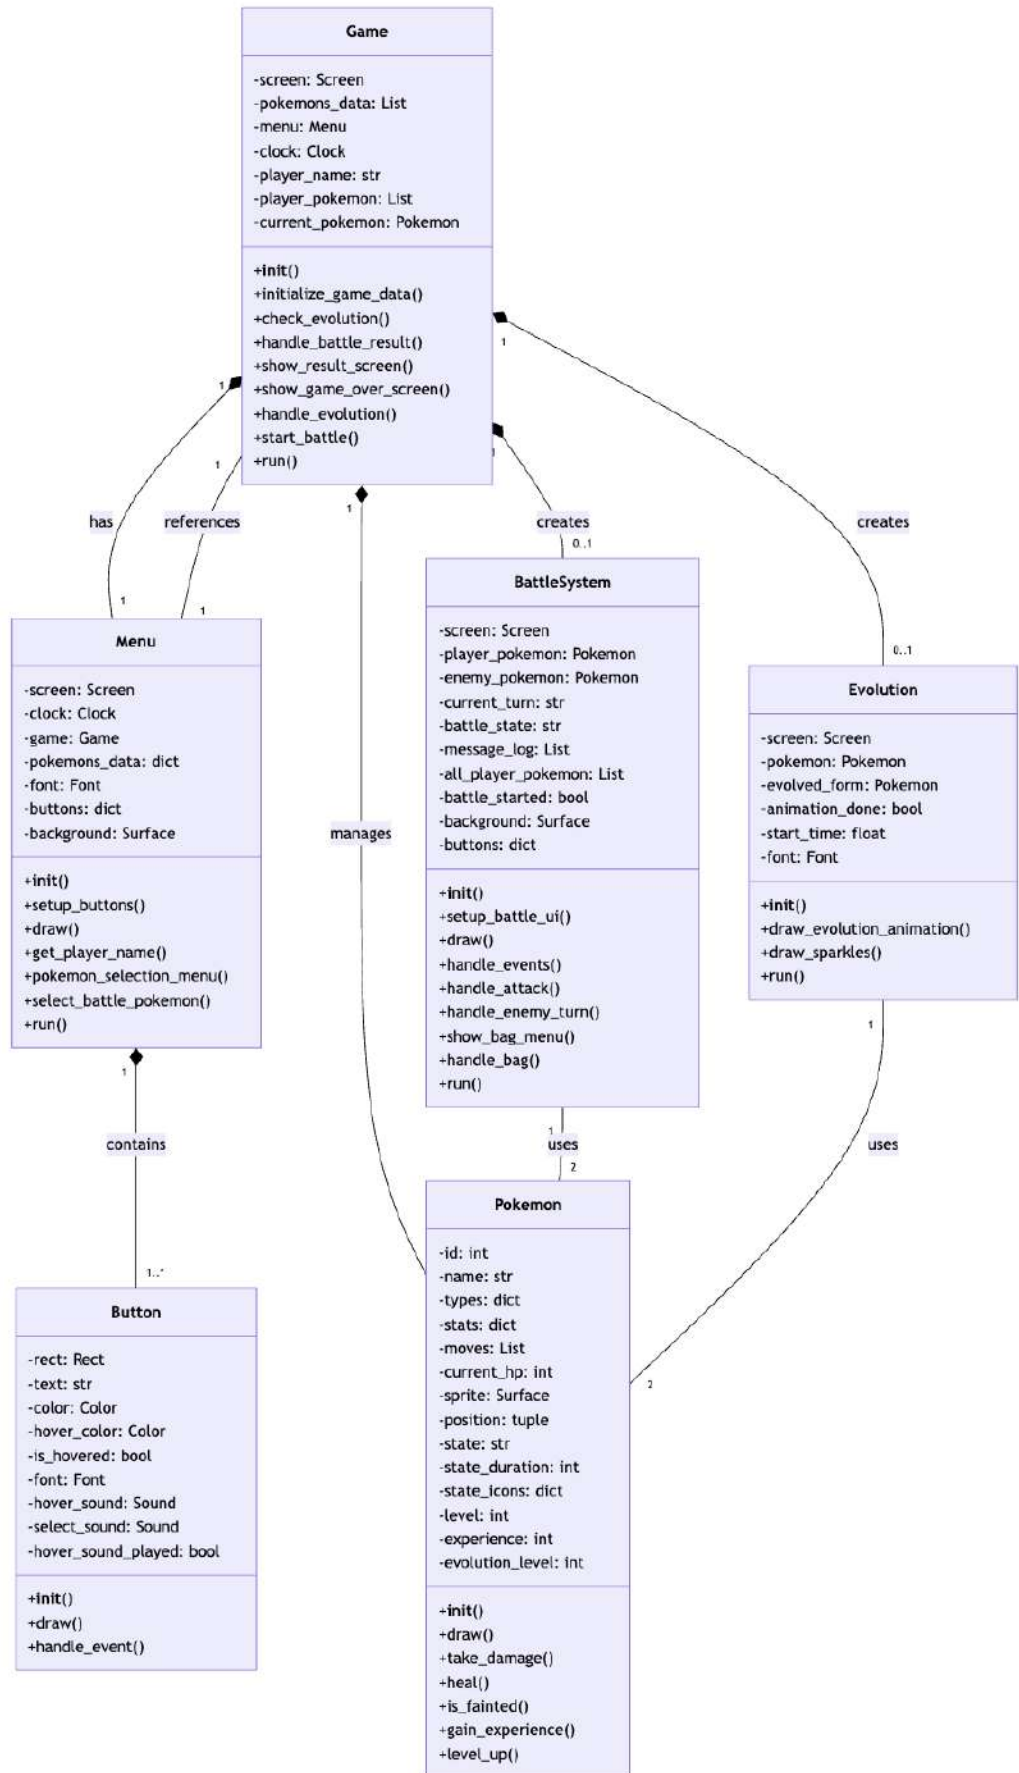 Game
-screen: Screen
-pokemons_data: List
-menu: Menu
-clock: Clock
-player_name: str
-player_pokemon: List
-current_pokemon: Pokemon
+init()
+initialize_game_data()
+check_evolution()
+handle_battle_result()
+show_result_screen()
+show_game_over_screen()
+handle_evolution()
+start_battle()
+run()
1
1
1
1
1
has
references
creates
creates
1
1
0..1
0..1
manages
Menu
-screen: Screen
-clock: Clock
-game: Game
-pokemons_data: dict
-font: Font
-buttons: dict
-background: Surface
+init()
+setup_buttons()
+draw()
+get_player_name()
+pokemon_selection_menu()
+select_battle_pokemon()
+run()
1
contains
1..*
BattleSystem
-screen: Screen
-player_pokemon: Pokemon
-enemy_pokemon: Pokemon
-current_turn: str
-battle_state: str
-message_log: List
-all_player_pokemon: List
-battle_started: bool
-background: Surface
-buttons: dict
+init()
+setup_battle_ui()
+draw()
+handle_events()
+handle_attack()
+handle_enemy_turn()
+show_bag_menu()
+handle_bag()
+run()
1
uses
2
Evolution
-screen: Screen
-pokemon: Pokemon
-evolved_form: Pokemon
-animation_done: bool
-start_time: float
-font: Font
+init()
+draw_evolution_animation()
+draw_sparkles()
+run()
1
uses
2
Button
-rect: Rect
-text: str
-color: Color
-hover_color: Color
-is_hovered: bool
-font: Font
-hover_sound: Sound
-select_sound: Sound
-hover_sound_played: bool
+init()
+draw()
+handle_event()
Pokemon
-id: int
-name: str
-types: dict
-stats: dict
-moves: List
-current_hp: int
-sprite: Surface
-position: tuple
-state: str
-state_duration: int
-state_icons: dict
-level: int
-experience: int
-evolution_level: int
+init()
+draw()
+take_damage()
+heal()
+is_fainted()
+gain_experience()
+level_up()